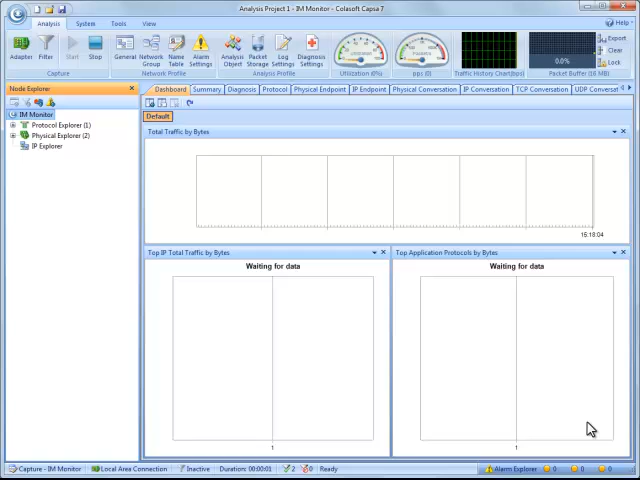 Analysis Project 1 - IM Monitor - Colasoft Capsa 7
Analysis System Tools View Help
Adapter Filter Start Stop General Network Group Name Table Alarm Settings Analysis Object Packet Storage Log Settings Diagnosis Settings Export Clear Lock
0.0%
Capture Network Profile Analysis Profile Utilization (%) pps (0) Traffic History Chart(bps) Packet Buffer (16 MB)
Node Explorer
Dashboard Summary Diagnosis Protocol Physical Endpoint IP Endpoint Physical Conversation IP Conversation TCP Conversation UDP Conversat
IM Monitor
Default
Protocol Explorer (1)
Physical Explorer (2)
IP Explorer
Total Traffic by Bytes
15:18:04
Top IP Total Traffic by Bytes
Waiting for data
1
Top Application Protocols by Bytes
Waiting for data
1
Capture - IM Monitor Local Area Connection Inactive Duration: 00:00:01 2 0 Ready Alarm Explorer 0 0 0